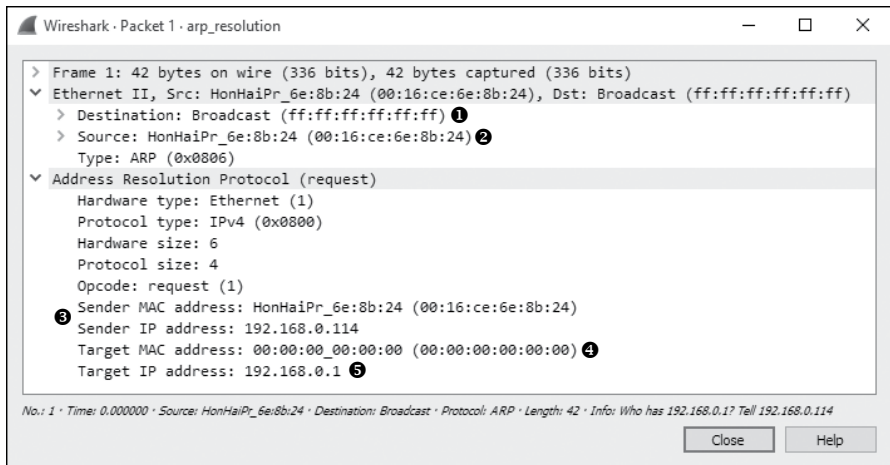 Wireshark · Packet 1 · arp_resolution
Frame 1: 42 bytes on wire (336 bits), 42 bytes captured (336 bits)
Ethernet II, Src: HonHaiPr_6e:8b:24 (00:16:ce:6e:8b:24), Dst: Broadcast (ff:ff:ff:ff:ff:ff)
Destination: Broadcast (ff:ff:ff:ff:ff:ff) ❶
Source: HonHaiPr_6e:8b:24 (00:16:ce:6e:8b:24) ❷
Type: ARP (0x0806)
Address Resolution Protocol (request)
Hardware type: Ethernet (1)
Protocol type: IPv4 (0x0800)
Hardware size: 6
Protocol size: 4
Opcode: request (1)
❸ Sender MAC address: HonHaiPr_6e:8b:24 (00:16:ce:6e:8b:24)
Sender IP address: 192.168.0.114
Target MAC address: 00:00:00_00:00:00 (00:00:00:00:00:00) ❹
Target IP address: 192.168.0.1 ❺
No.: 1 · Time: 0.000000 · Source: HonHaiPr_6e:8b:24 · Destination: Broadcast · Protocol: ARP · Length: 42 · Info: Who has 192.168.0.1? Tell 192.168.0.114
Close Help